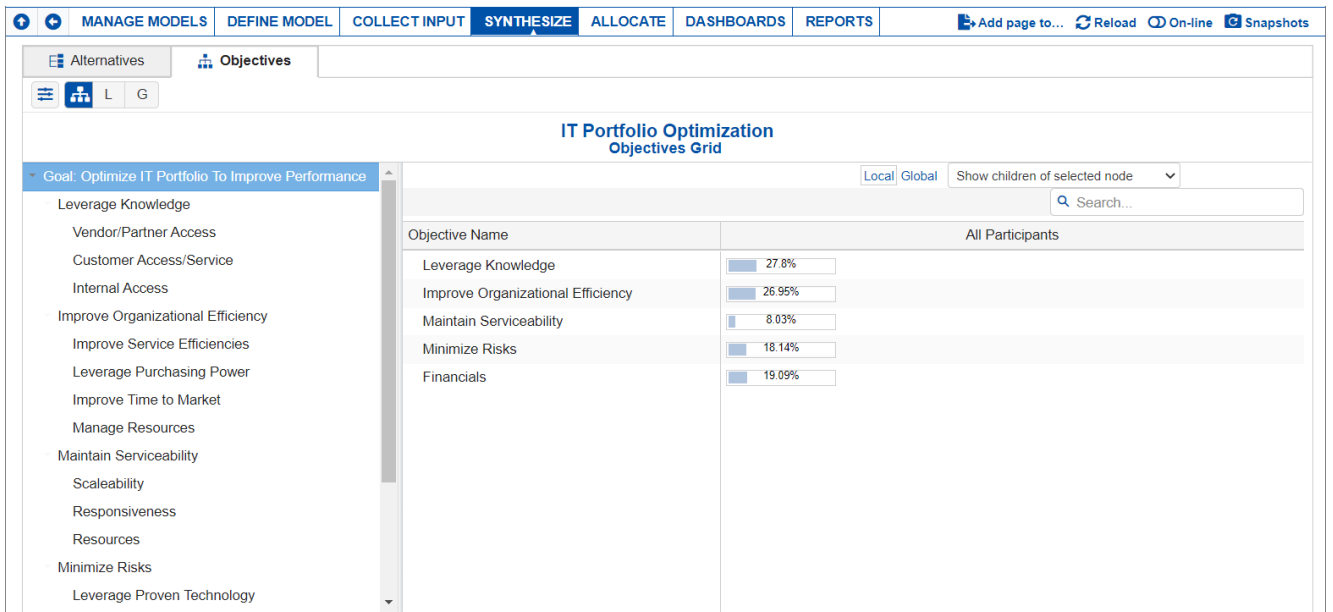 MANAGE MODELS DEFINE MODEL COLLECT INPUT SYNTHESIZE ALLOCATE DASHBOARDS REPORTS Add page to... Reload On-line Snapshots
Alternatives Objectives
L G
IT Portfolio Optimization
Objectives Grid
Goal: Optimize IT Portfolio To Improve Performance
Leverage Knowledge
Vendor/Partner Access
Customer Access/Service
Internal Access
Improve Organizational Efficiency
Improve Service Efficiencies
Leverage Purchasing Power
Improve Time to Market
Manage Resources
Maintain Serviceability
Scaleability
Responsiveness
Resources
Minimize Risks
Leverage Proven Technology
Local Global Show children of selected node
Search...
Objective Name All Participants
Leverage Knowledge 27.8%
Improve Organizational Efficiency 26.95%
Maintain Serviceability 8.03%
Minimize Risks 18.14%
Financials 19.09%